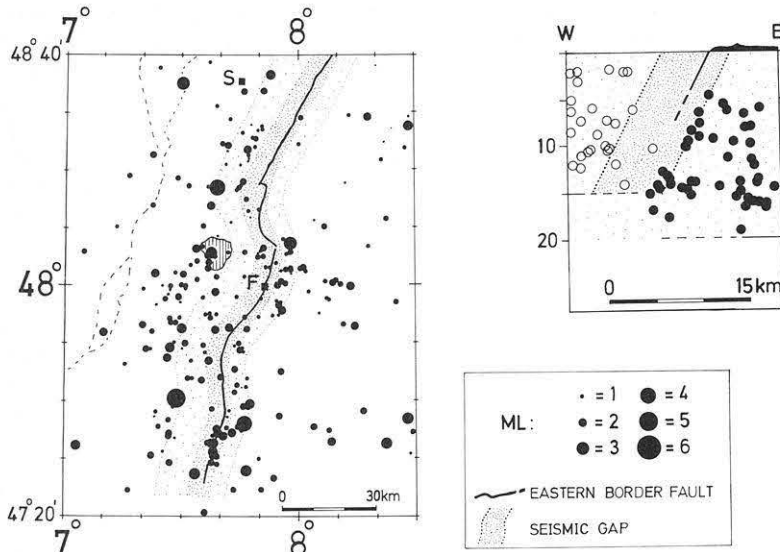 7° 8°
48° 40'
S
48°
F
47° 20'
0 30km
7° 8°
W E
10
20
0 15km
ML: • = 1 ● = 4
• = 2 ● = 5
● = 3 ● = 6
EASTERN BORDER FAULT
SEISMIC GAP